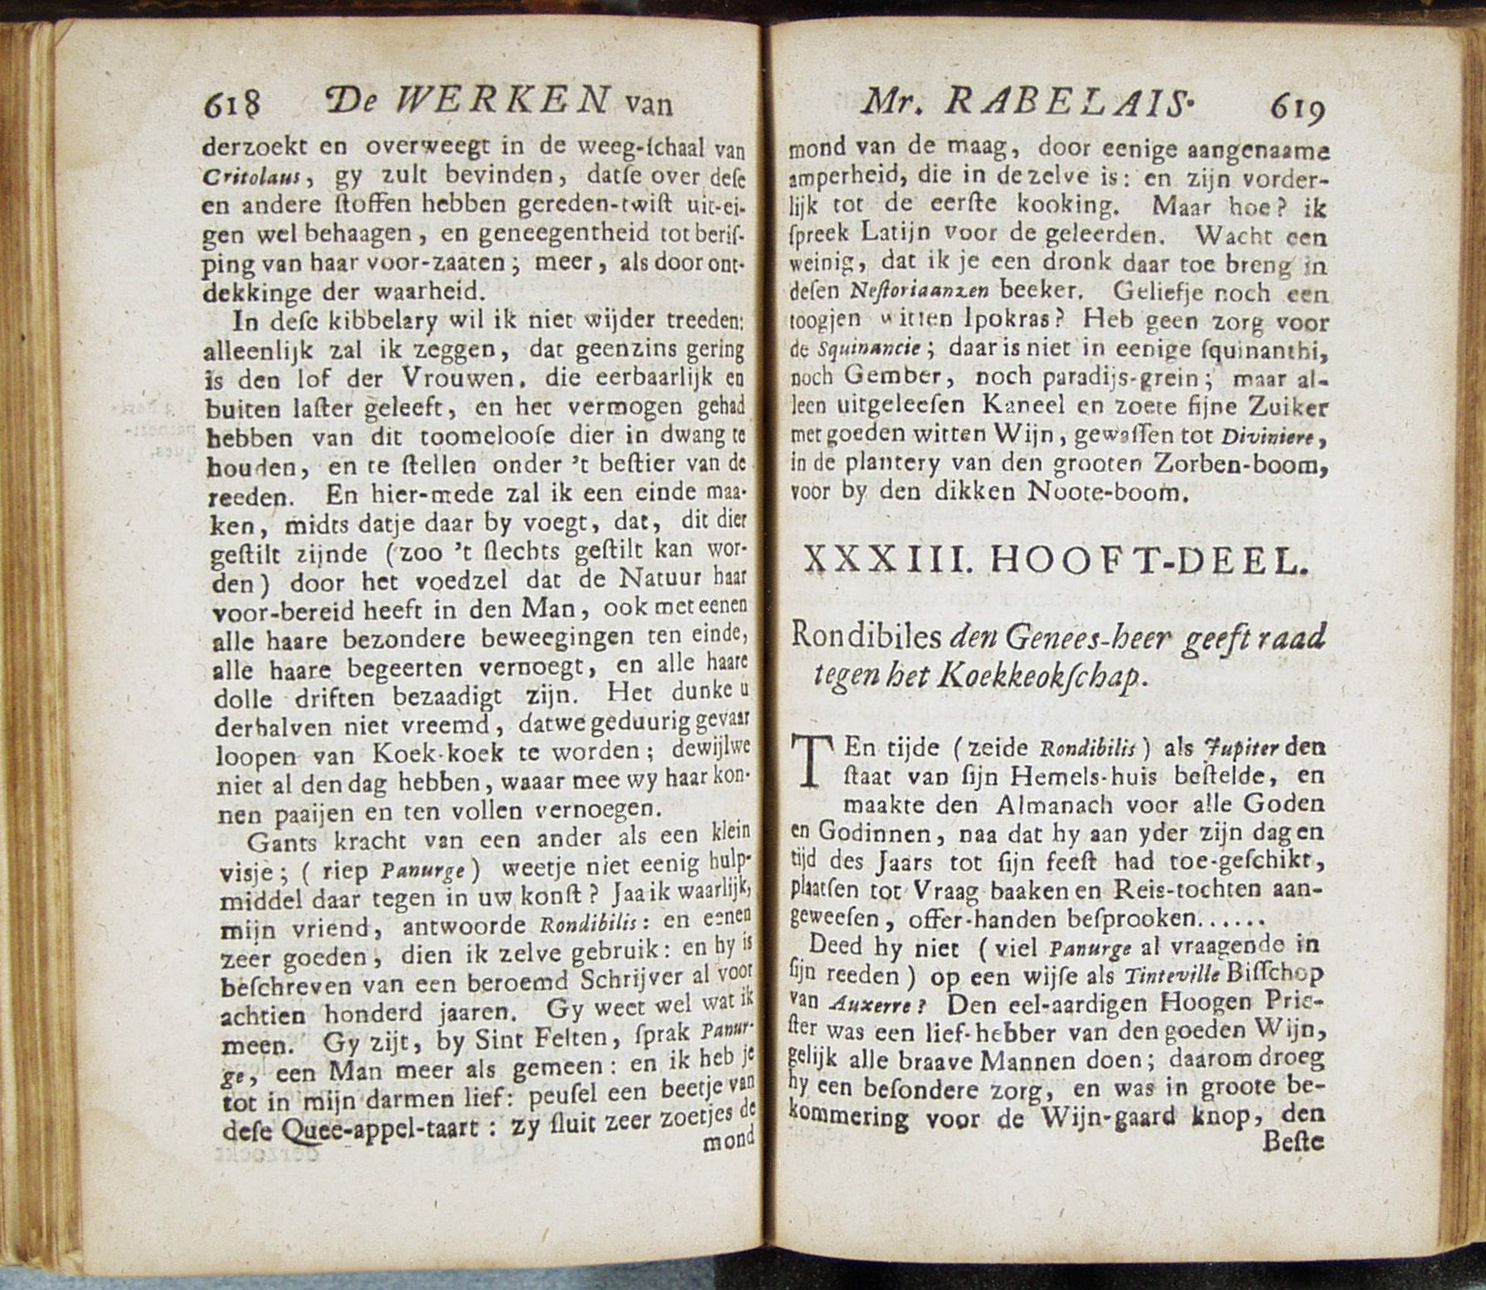 618 De WERKEN van
derzoekt en overweegt in de weeg-ſchaal van
Critolaus, gy zult bevinden, datſe over deſe
en andere ſtoffen hebben gereden-twiſt uit-ei-
gen wel behaagen, en geneegentheid tot beriſ-
ping van haar voor-zaaten; meer, als door ont-
dekkinge der waarheid.
In deſe kibbelary wil ik niet wijder treeden:
alleenlijk zal ik zeggen, dat geenzins gering
is den lof der Vrouwen, die eerbaarlijk en
buiten laſter geleeft, en het vermogen gehad
hebben van dit toomelooſe dier in dwang te
houden, en te ſtellen onder 't beſtier van de
reeden. En hier-mede zal ik een einde maa-
ken, midts datje daar by voegt, dat, dit dier
geſtilt zijnde (zoo 't ſlechts geſtilt kan wor-
den) door het voedzel dat de Natuur haar
voor-bereid heeft in den Man, ook met eenen
alle haare bezondere beweegingen ten einde,
alle haare begeerten vernoegt, en alle haare
dolle driften bezaadigt zijn. Het dunke u
derhalven niet vreemd, datwe geduurig gevaar
loopen van Koek-koek te worden; dewijlwe
niet al den dag hebben, waaar mee wy haar kon-
nen paaijen en ten vollen vernoegen.
Gants kracht van een ander als een klein
visje; (riep Panurge) weetje niet eenig hulp-
middel daar tegen in uw konſt? Jaa ik waarlijk,
mijn vriend, antwoorde Rondibilis: en eenen
zeer goeden, dien ik zelve gebruik: en hy is
beſchreven van een beroemd Schrijver al voor
achtien honderd jaaren. Gy weet wel wat ik
meen. Gy zijt, by Sint Felten, ſprak Panur-
ge, een Man meer als gemeen: en ik heb je
tot in mijn darmen lief: peuſel een beetje van
deſe Quee-appel-taart: zy ſluit zeer zoetjes de
mond
Mr. RABELAIS. 619
mond van de maag, door eenige aangenaame
amperheid, die in dezelve is: en zijn vorder-
lijk tot de eerſte kooking. Maar hoe? ik
ſpreek Latijn voor de geleerden. Wacht een
weinig, dat ik je een dronk daar toe breng in
deſen Neſtoriaanzen beeker. Geliefje noch een
toogjen witten Ipokras? Heb geen zorg voor
de Squinancie; daar is niet in eenige ſquinanthi,
noch Gember, noch paradijs-grein; maar al-
leen uitgeleeſen Kaneel en zoete fijne Zuiker
met goeden witten Wijn, gewaſſen tot Diviniere,
in de plantery van den grooten Zorben-boom,
voor by den dikken Noote-boom.
XXXIII. HOOFT-DEEL.
Rondibiles den Genees-heer geeft raad
tegen het Koekkeokſchap.
TEn tijde (zeide Rondibilis) als Jupiter den
ſtaat van ſijn Hemels-huis beſtelde, en
maakte den Almanach voor alle Goden
en Godinnen, naa dat hy aan yder zijn dag en
tijd des Jaars tot ſijn feeſt had toe-geſchikt,
plaatſen tot Vraag-baaken en Reis-tochten aan-
geweeſen, offer-handen beſprooken......
Deed hy niet (viel Panurge al vraagende in
ſijn reeden) op een wijſe als Tinteville Biſſchop
van Auxerre? Den eel-aardigen Hoogen Prie-
ſter was een lief-hebber van den goeden Wijn,
gelijk alle braave Mannen doen; daarom droeg
hy een beſondere zorg, en was in groote be-
kommering voor de Wijn-gaard knop, den
Beſte